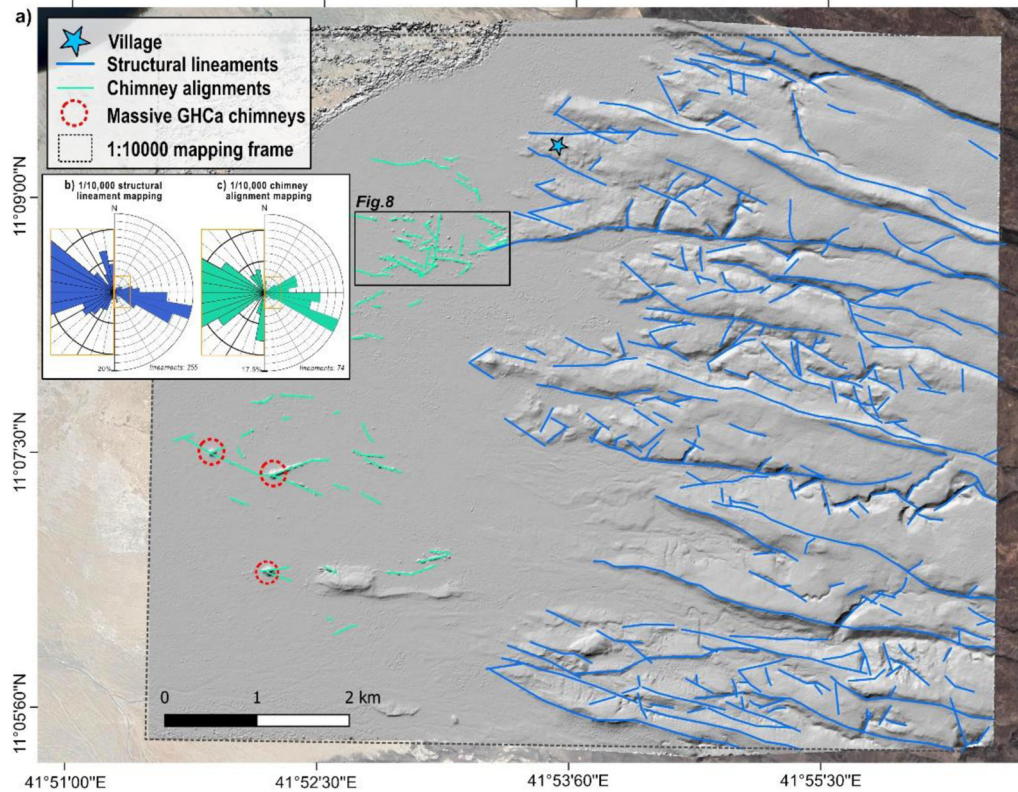 a)
Village
Structural lineaments
Chimney alignments
Massive GHCa chimneys
1:10000 mapping frame
b) 1/10,000 structural
lineament mapping
N
20%
lineaments: 255
c) 1/10,000 chimney
alignment mapping
N
17.5%
lineaments: 74
Fig.8
11°09'00"N
11°07'30"N
11°05'60"N
0 1 2 km
41°51'00"E 41°52'30"E 41°53'60"E 41°55'30"E